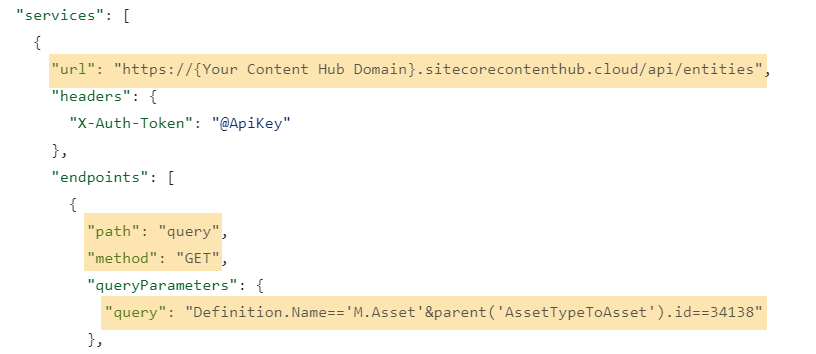 "services": [
{
"url": "https://{Your Content Hub Domain}.sitecorecontenthub.cloud/api/entities",
"headers": {
"X-Auth-Token": "@ApiKey"
},
"endpoints": [
{
"path": "query",
"method": "GET",
"queryParameters": {
"query": "Definition.Name=='M.Asset'&parent('AssetTypeToAsset').id==34138"
},